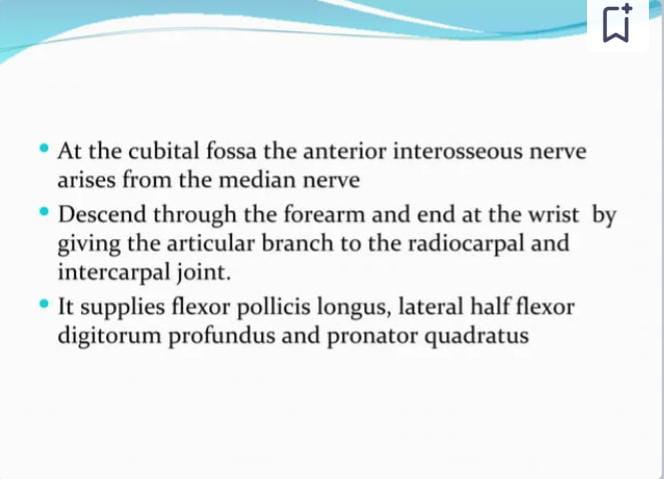 • At the cubital fossa the anterior interosseous nerve
arises from the median nerve
• Descend through the forearm and end at the wrist by
giving the articular branch to the radiocarpal and
intercarpal joint.
• It supplies flexor pollicis longus, lateral half flexor
digitorum profundus and pronator quadratus